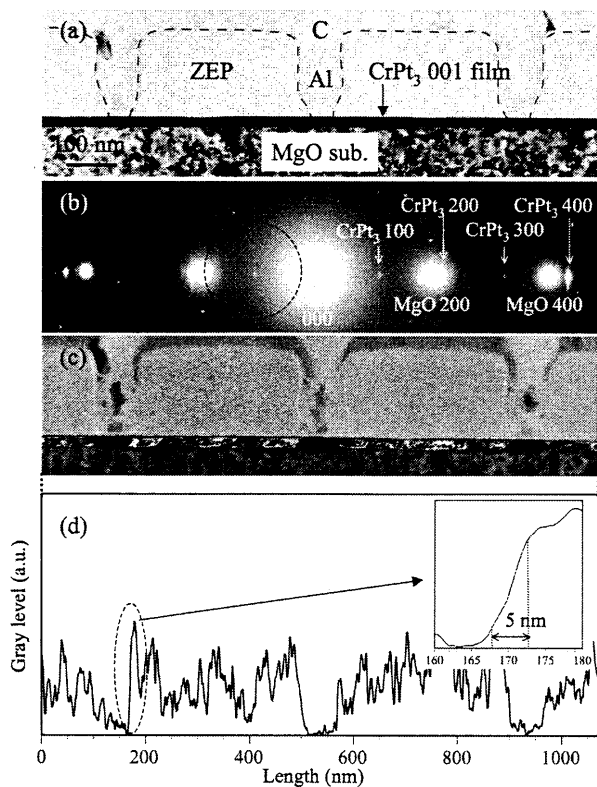 (a)
C
ZEP
Al
CrPt₃ 001 film
100 nm
MgO sub.
(b)
CrPt₃ 200
CrPt₃ 400
CrPt₃ 100
CrPt₃ 300
000
MgO 200
MgO 400
(c)
(d)
5 nm
160 165 170 175 180
Gray level (a.u.)
0 200 400 600 800 1000
Length (nm)